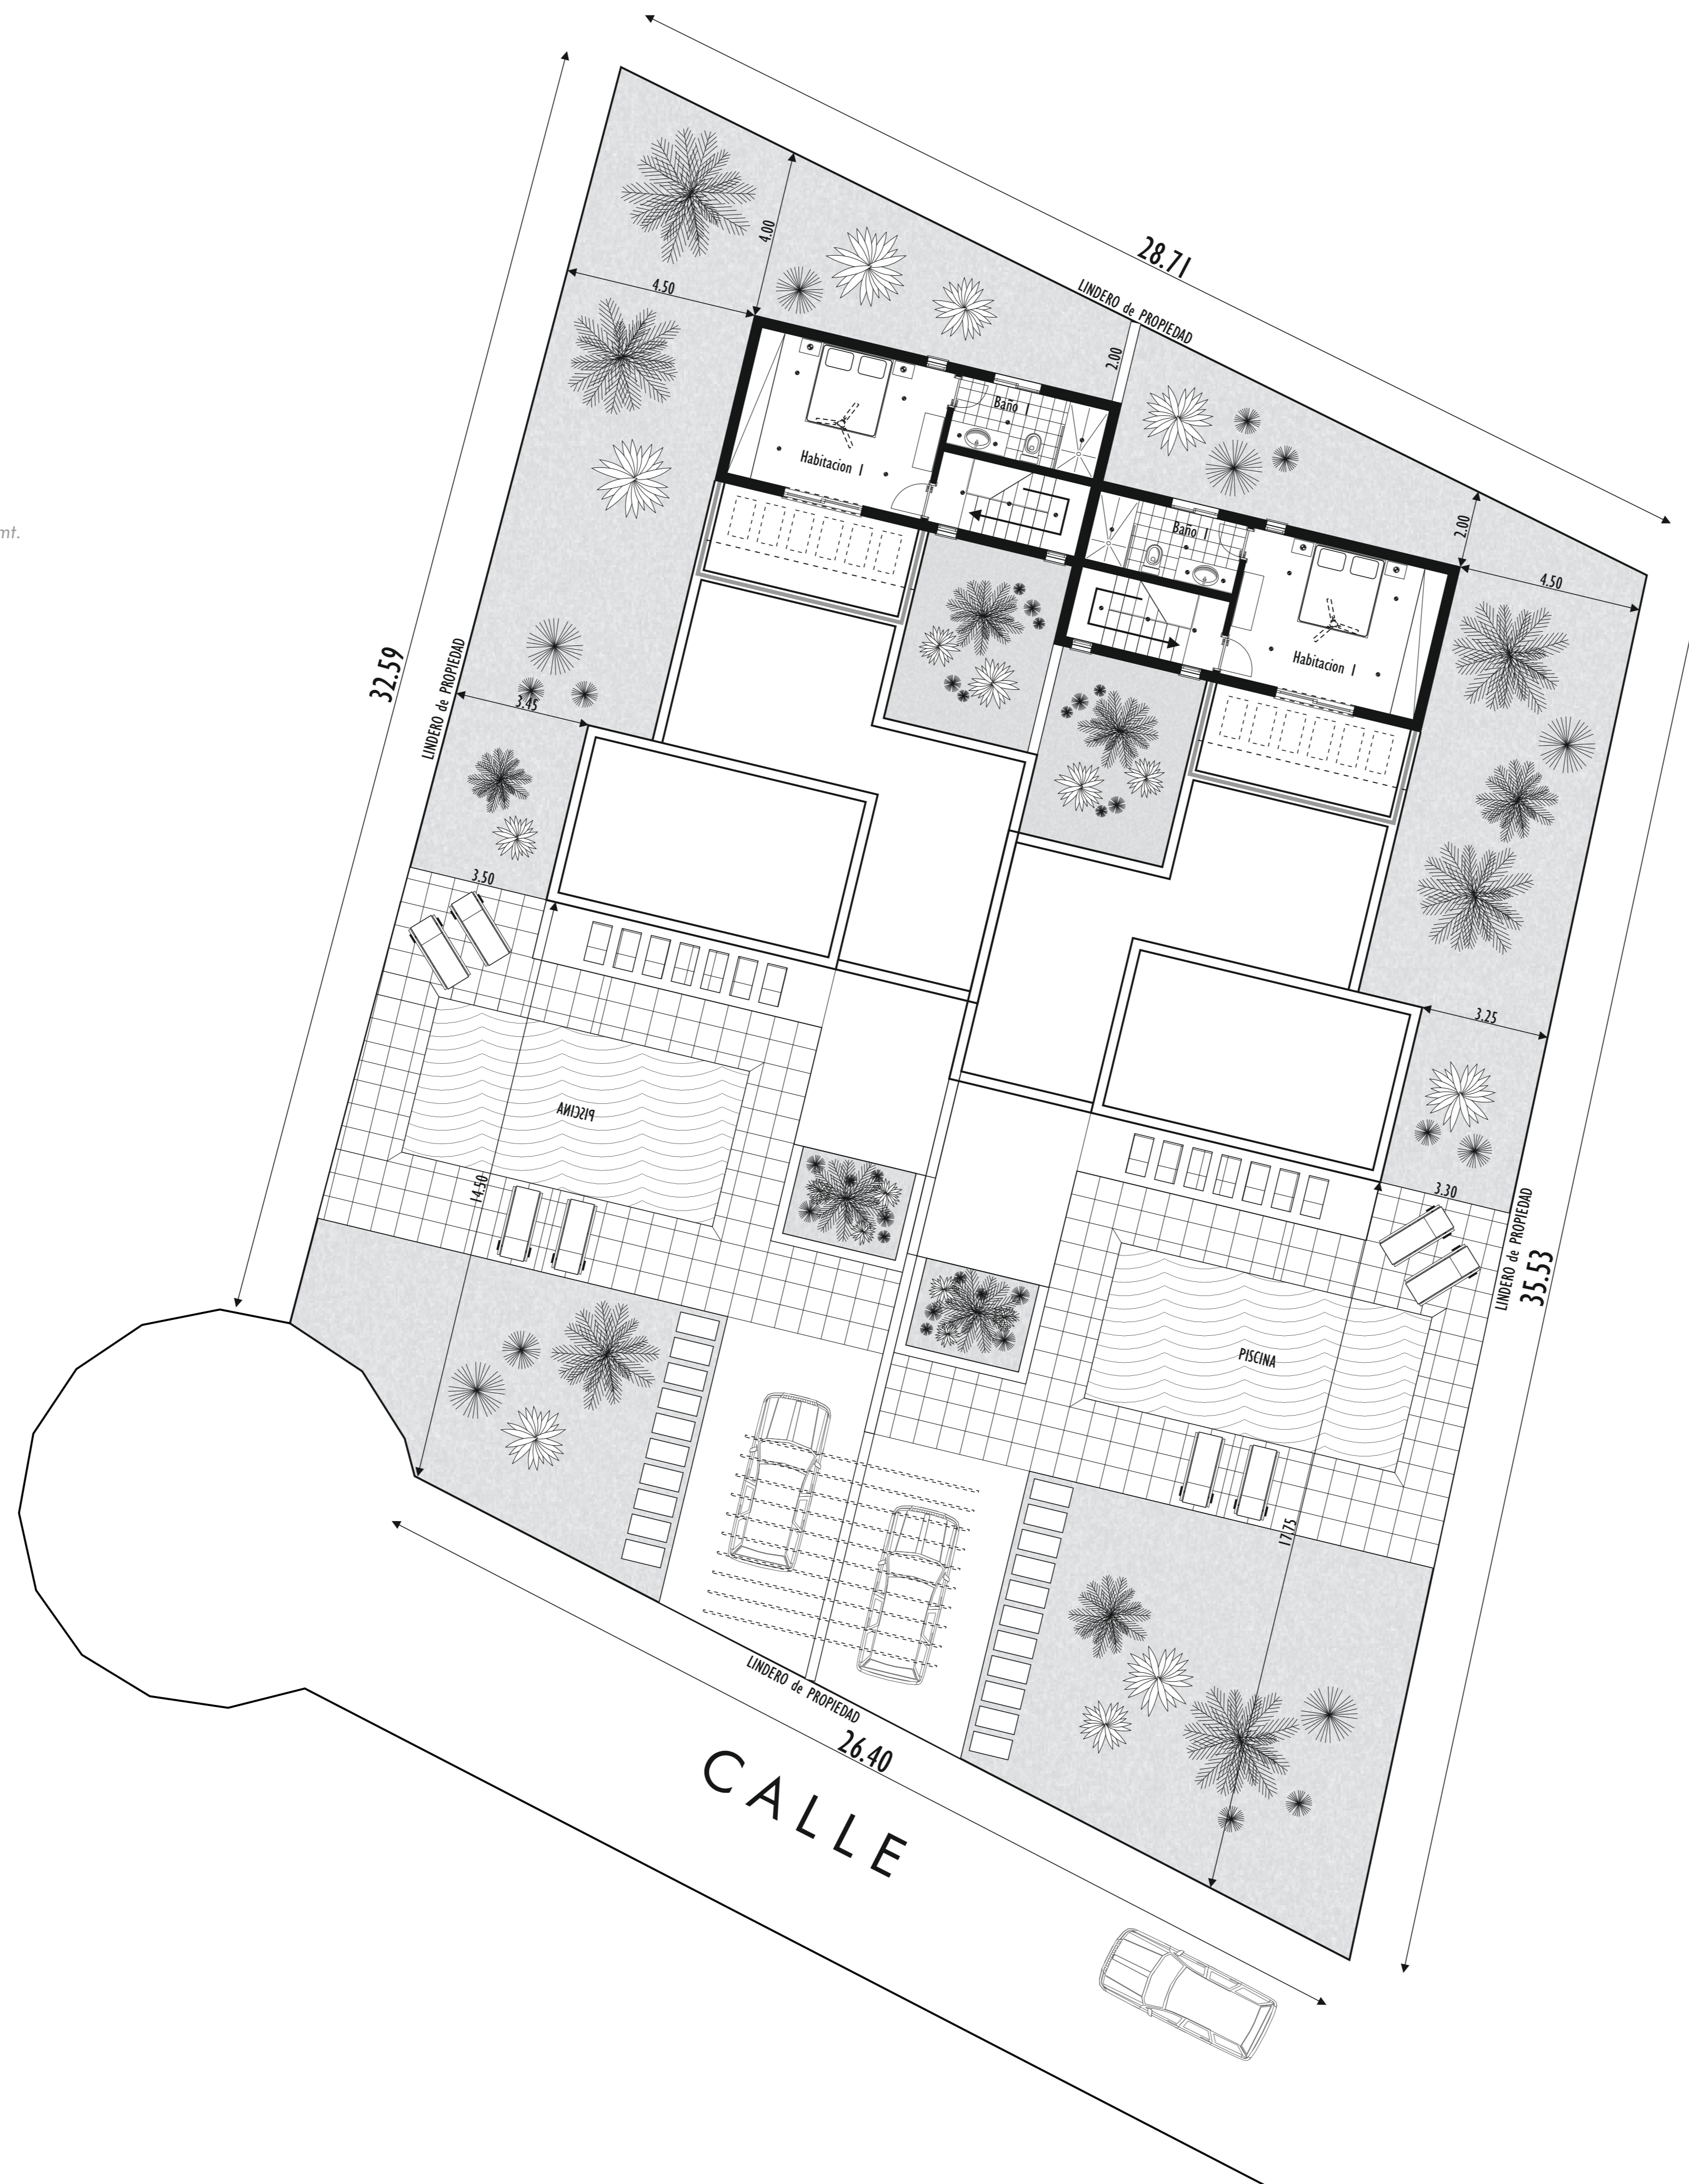 28.71
LINDERO de PROPIEDAD
4.00
4.50
2.00
Baño 1
Habitacion 1
mt.
2.00
4.50
Baño 1
Habitacion 1
32.59
LINDERO de PROPIEDAD
3.45
3.50
3.25
PISCINA
14.50
3.30
LINDERO de PROPIEDAD
35.53
PISCINA
17.75
LINDERO de PROPIEDAD
26.40
CALLE